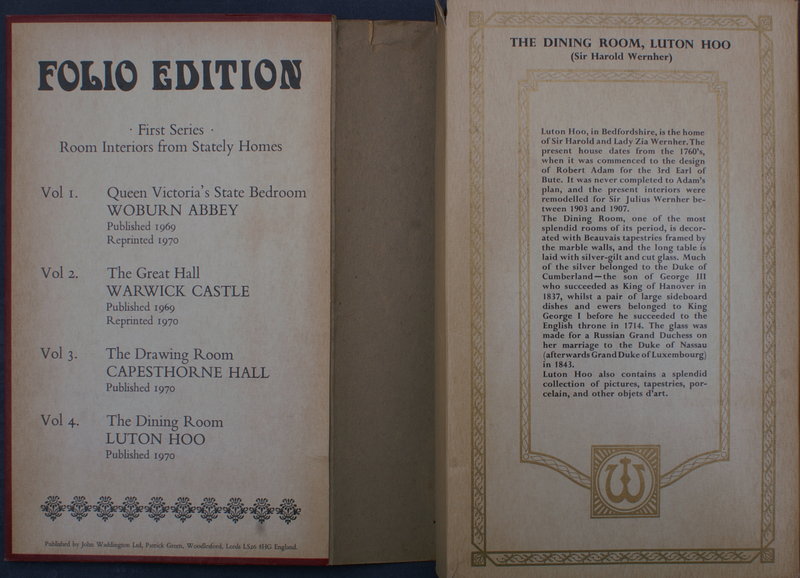 FOLIO EDITION
· First Series ·
Room Interiors from Stately Homes
Vol 1. Queen Victoria's State Bedroom
WOBURN ABBEY
Published 1969
Reprinted 1970
Vol 2. The Great Hall
WARWICK CASTLE
Published 1969
Reprinted 1970
Vol 3. The Drawing Room
CAPESTHORNE HALL
Published 1970
Vol 4. The Dining Room
LUTON HOO
Published 1970
Published by John Waddington Ltd, Patrick Green, Woodlesford, Leeds LS26 8HG England.
THE DINING ROOM, LUTON HOO
(Sir Harold Wernher)
Luton Hoo, in Bedfordshire, is the home
of Sir Harold and Lady Zia Wernher. The
present house dates from the 1760's,
when it was commenced to the design
of Robert Adam for the 3rd Earl of
Bute. It was never completed to Adam's
plan, and the present interiors were
remodelled for Sir Julius Wernher be-
tween 1903 and 1907.
The Dining Room, one of the most
splendid rooms of its period, is decor-
ated with Beauvais tapestries framed by
the marble walls, and the long table is
laid with silver-gilt and cut glass. Much
of the silver belonged to the Duke of
Cumberland—the son of George III
who succeeded as King of Hanover in
1837, whilst a pair of large sideboard
dishes and ewers belonged to King
George I before he succeeded to the
English throne in 1714. The glass was
made for a Russian Grand Duchess on
her marriage to the Duke of Nassau
(afterwards Grand Duke of Luxembourg)
in 1843.
Luton Hoo also contains a splendid
collection of pictures, tapestries, por-
celain, and other objets d'art.
W